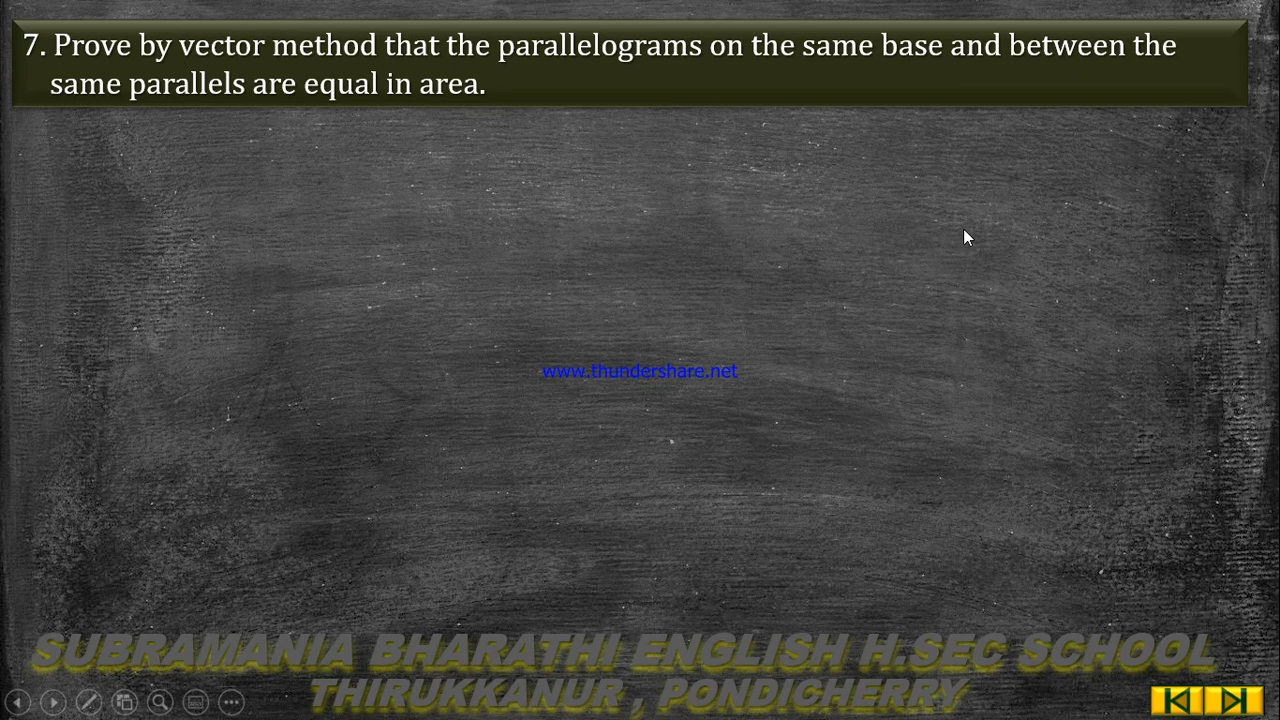 7. Prove by vector method that the parallelograms on the same base and between the
same parallels are equal in area.
www.thundershare.net
SUBRAMANIA BHARATHI ENGLISH H.SEC SCHOOL
THIRUKKANUR , PONDICHERRY